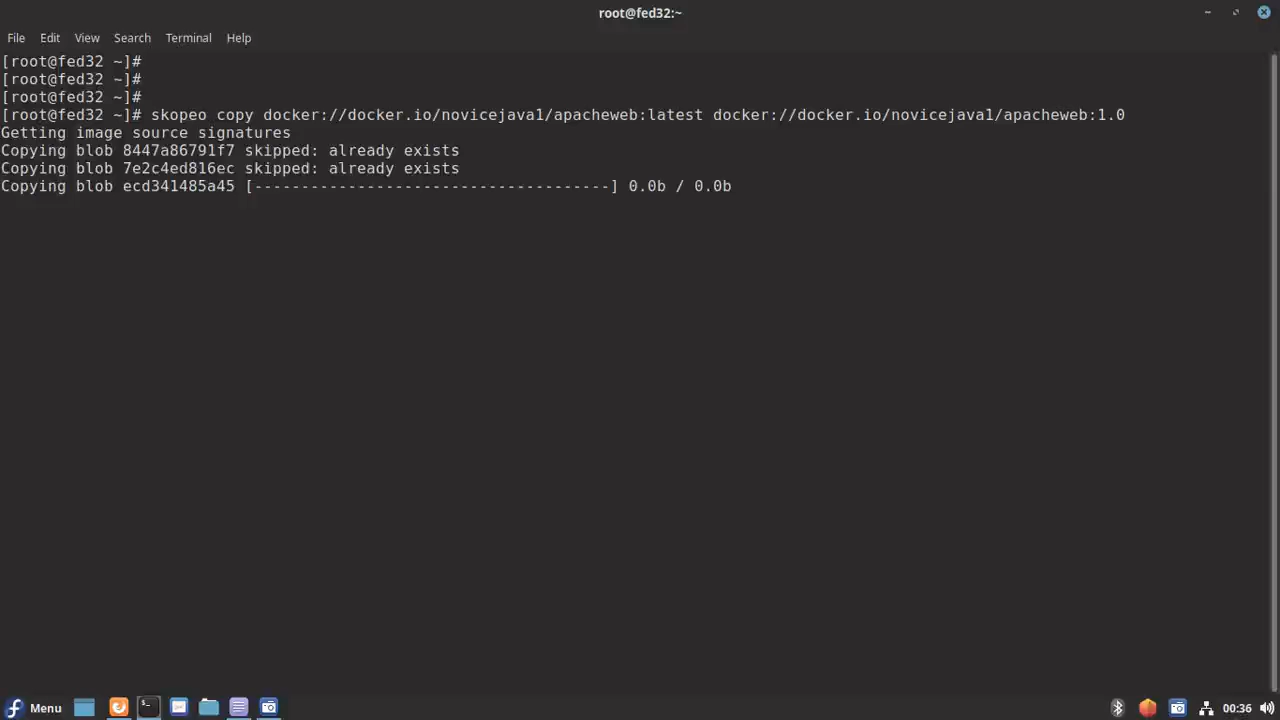 root@fed32:~
File Edit View Search Terminal Help
[root@fed32 ~]#
[root@fed32 ~]#
[root@fed32 ~]#
[root@fed32 ~]# skopeo copy docker://docker.io/novicejava1/apacheweb:latest docker://docker.io/novicejava1/apacheweb:1.0
Getting image source signatures
Copying blob 8447a86791f7 skipped: already exists
Copying blob 7e2c4ed816ec skipped: already exists
Copying blob ecd341485a45 [--------------------------------------] 0.0b / 0.0b
Menu 00:36